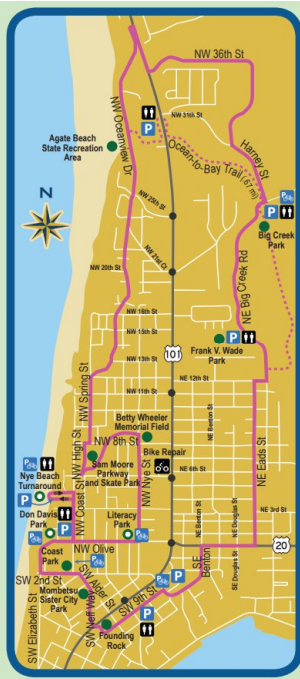 NW 36th St
NW Oceanview Dr
P
NW 31th St
Harney St
Agate Beach
State Recreation
Area
Ocean-to-Bay Trail (.67 mi)
N
NW 25th St
Big Creek
Park
NW 21st Ct
NW 20th St
NE Big Creek Rd
NW 16th St
NW 15th St
P
101
NW 13th St
Frank V. Wade
Park
NE 12th St
NW Spring St
NW 11th St
Betty Wheeler
Memorial Field
NE Benton St
NW High St
NW 8th St
Bike Repair
NE Eads St
Sam Moore
Parkway
and Skate Park
NW Nye St
NE 6th St
Nye Beach
Turnaround
P
NW Coast St
Don Davis
Park
Literacy
Park
NE Benton St
NE Douglas St
NE 3rd St
Coast
Park
NW Olive
20
SW 2nd St
SW Alder St
SE
Benton
SE Douglas St
P
Mombetsu
Sister City
Park
SW Elizabeth St
SW Neff Way
SW 9th St
P
Founding
Rock